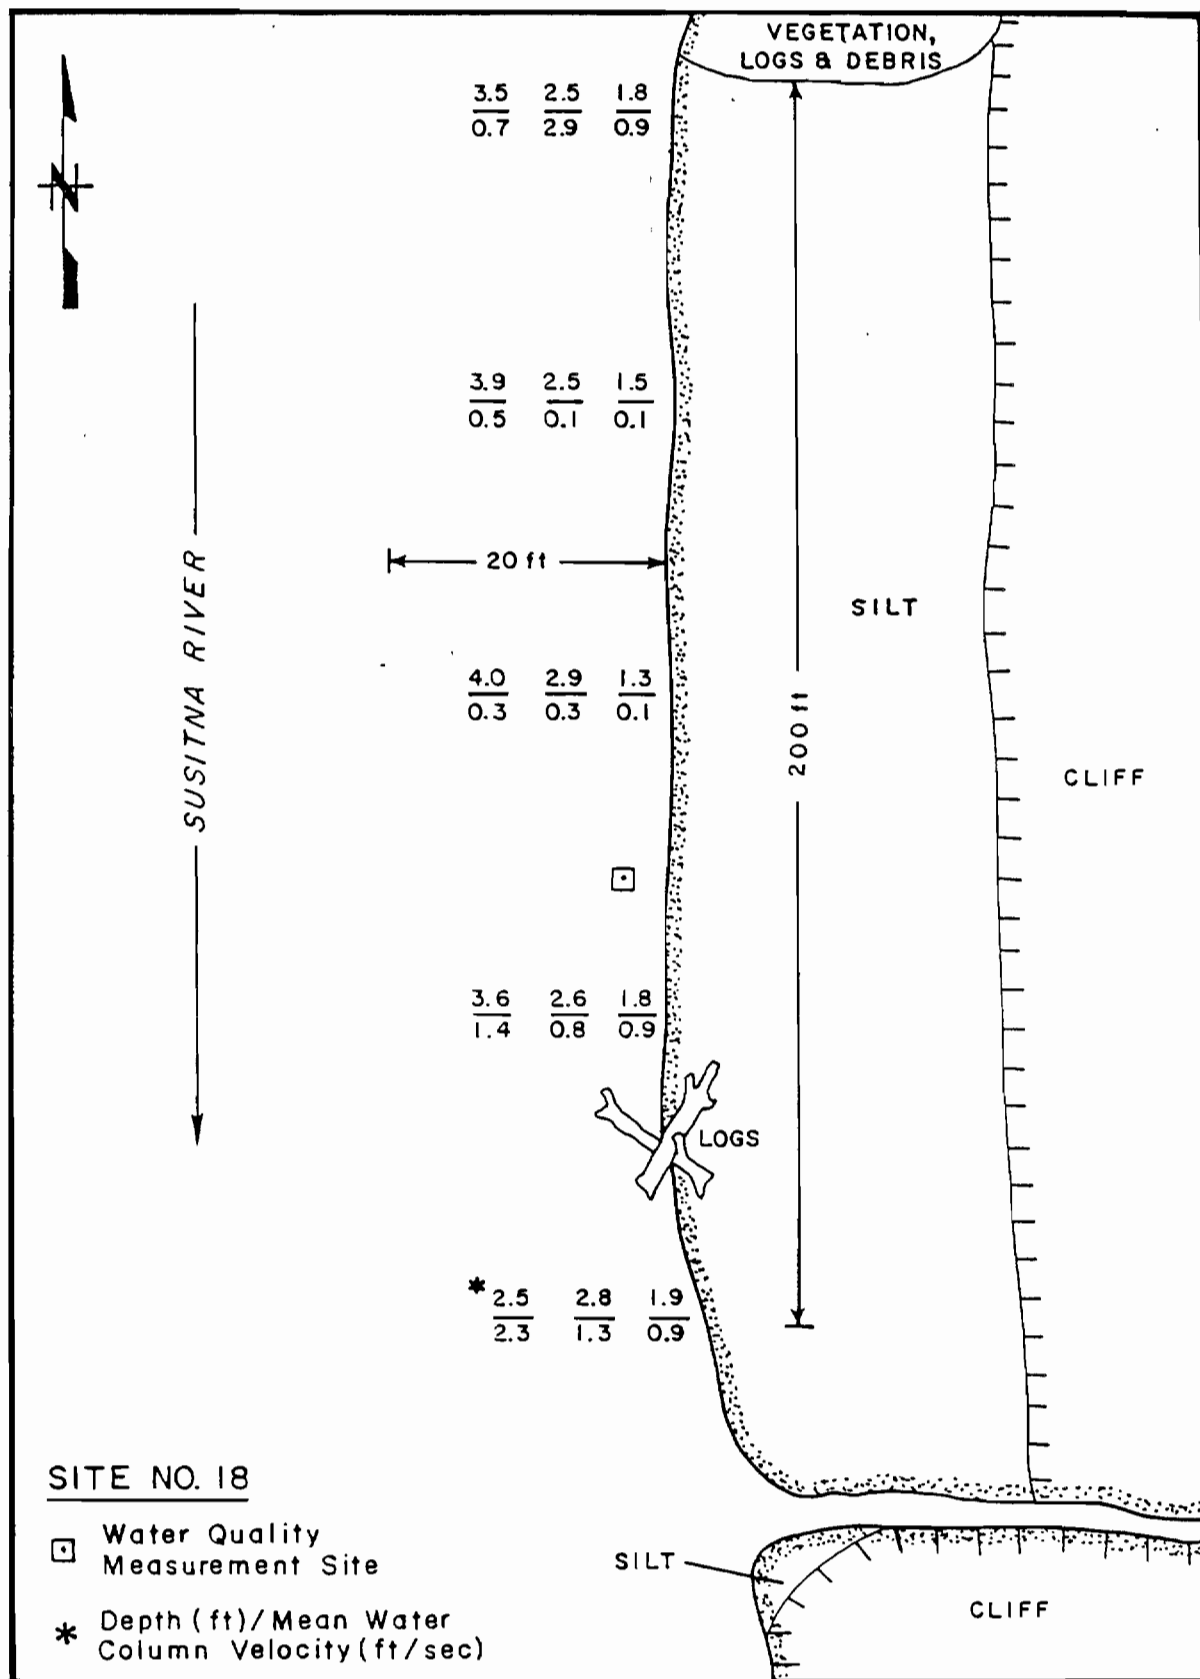 VEGETATION,
LOGS & DEBRIS
3.5 2.5 1.8
0.7 2.9 0.9
N
3.9 2.5 1.5
0.5 0.1 0.1
20 ft
SILT
SUSITNA RIVER
4.0 2.9 1.3
0.3 0.3 0.1
200 ft
CLIFF
3.6 2.6 1.8
1.4 0.8 0.9
LOGS
* 2.5 2.8 1.9
2.3 1.3 0.9
SITE NO. 18
Water Quality
Measurement Site
* Depth (ft)/Mean Water
Column Velocity (ft/sec)
SILT
CLIFF